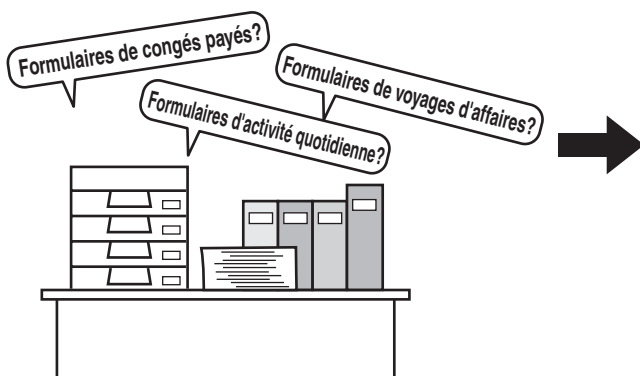 Formulaires de congés payés?
Formulaires de voyages d'affaires?
Formulaires d'activité quotidienne?